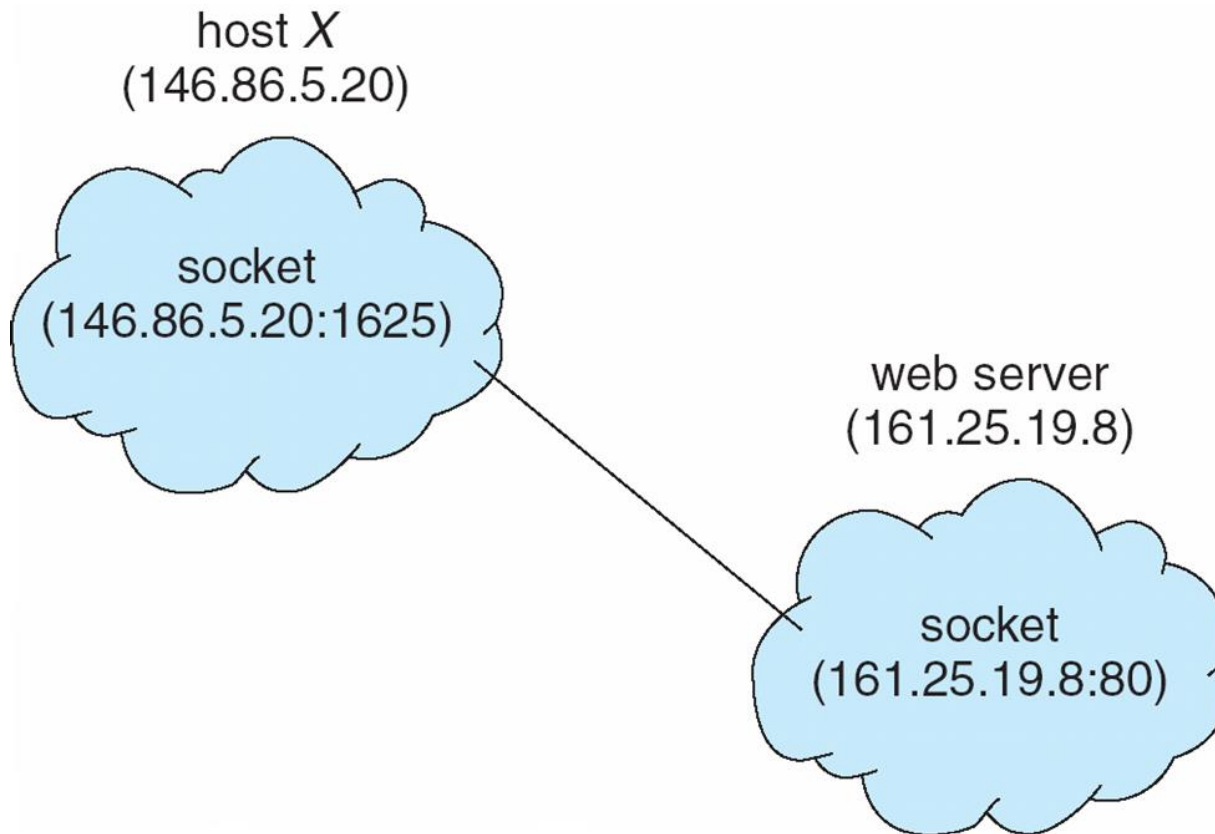 host X
(146.86.5.20)
socket
(146.86.5.20:1625)
web server
(161.25.19.8)
socket
(161.25.19.8:80)